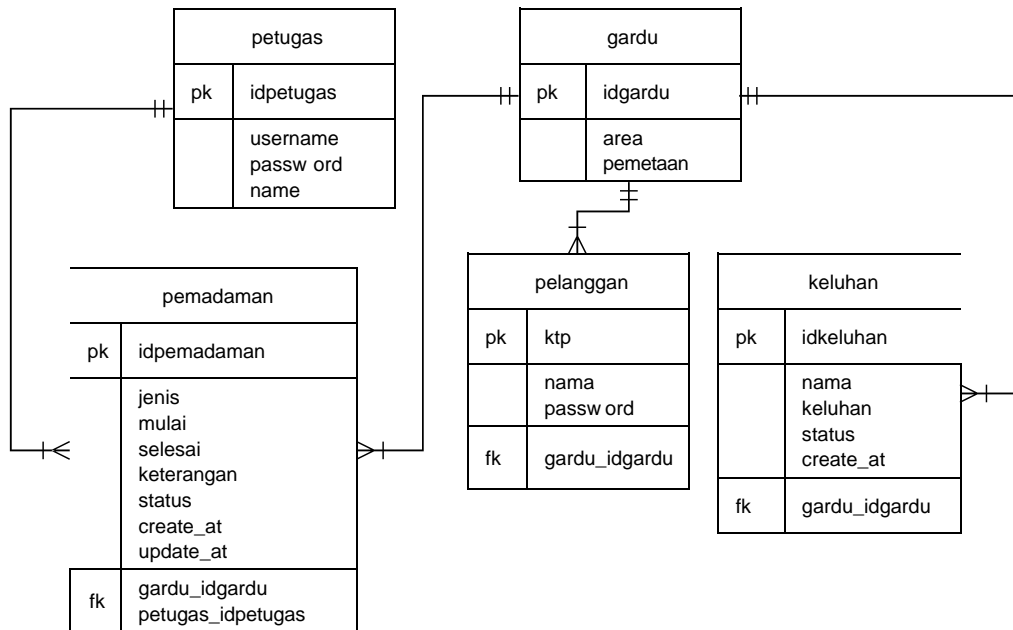 petugas
pk idpetugas
username
passw ord
name
gardu
pk idgardu
area
pemetaan
pemadaman
pk idpemadaman
jenis
mulai
selesai
keterangan
status
create_at
update_at
fk gardu_idgardu
petugas_idpetugas
pelanggan
pk ktp
nama
passw ord
fk gardu_idgardu
keluhan
pk idkeluhan
nama
keluhan
status
create_at
fk gardu_idgardu